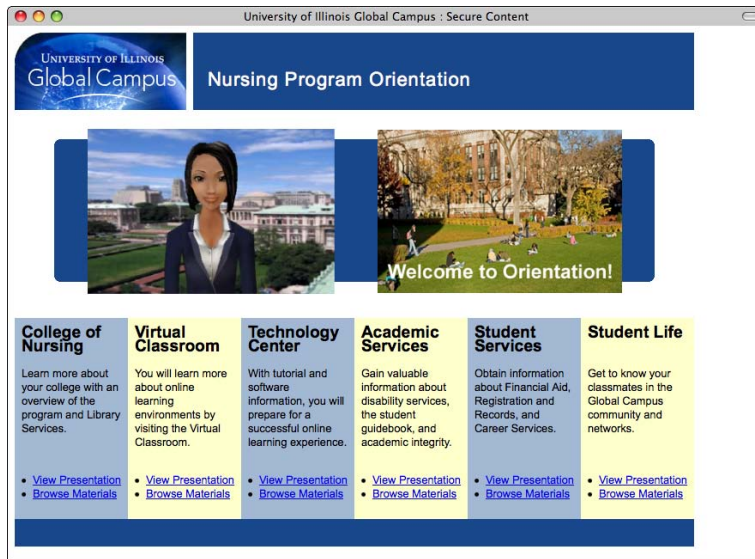 University of Illinois Global Campus : Secure Content
UNIVERSITY OF ILLINOIS
Global Campus
Nursing Program Orientation
Welcome to Orientation!
College of
Nursing
Learn more about
your college with an
overview of the
program and Library
Services.
• View Presentation
• Browse Materials
Virtual
Classroom
You will learn more
about online
learning
environments by
visiting the Virtual
Classroom.
• View Presentation
• Browse Materials
Technology
Center
With tutorial and
software
information, you will
prepare for a
successful online
learning experience.
• View Presentation
• Browse Materials
Academic
Services
Gain valuable
information about
disability services,
the student
guidebook, and
academic integrity.
• View Presentation
• Browse Materials
Student
Services
Obtain information
about Financial Aid,
Registration and
Records, and
Career Services.
• View Presentation
• Browse Materials
Student Life
Get to know your
classmates in the
Global Campus
community and
networks.
• View Presentation
• Browse Materials